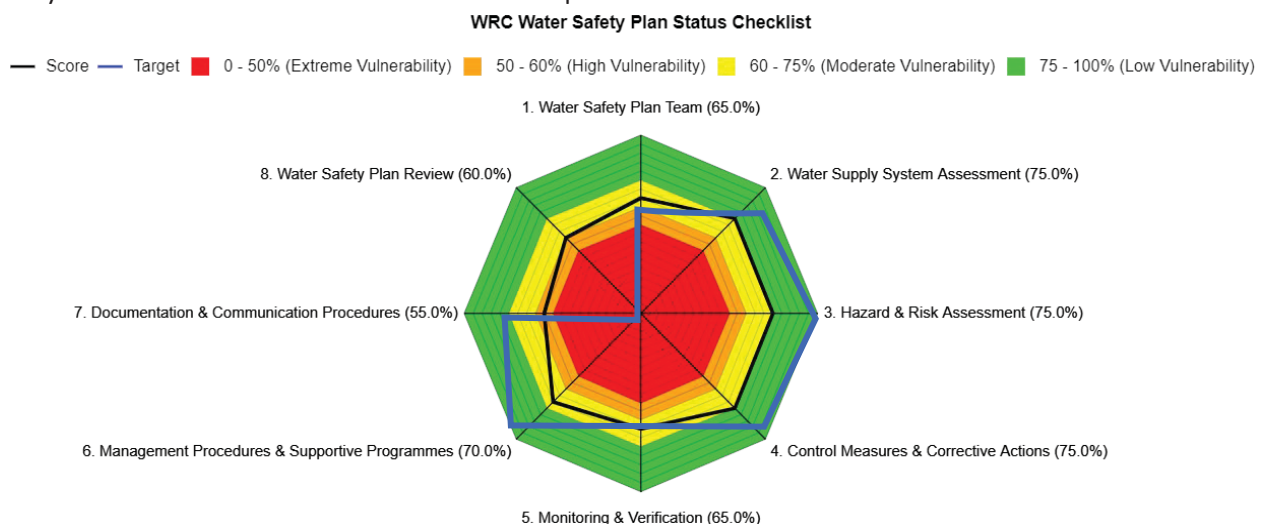 WRC Water Safety Plan Status Checklist
Score Target 0 - 50% (Extreme Vulnerability) 50 - 60% (High Vulnerability) 60 - 75% (Moderate Vulnerability) 75 - 100% (Low Vulnerability)
1. Water Safety Plan Team (65.0%)
8. Water Safety Plan Review (60.0%)
2. Water Supply System Assessment (75.0%)
7. Documentation & Communication Procedures (55.0%)
3. Hazard & Risk Assessment (75.0%)
6. Management Procedures & Supportive Programmes (70.0%)
4. Control Measures & Corrective Actions (75.0%)
5. Monitoring & Verification (65.0%)